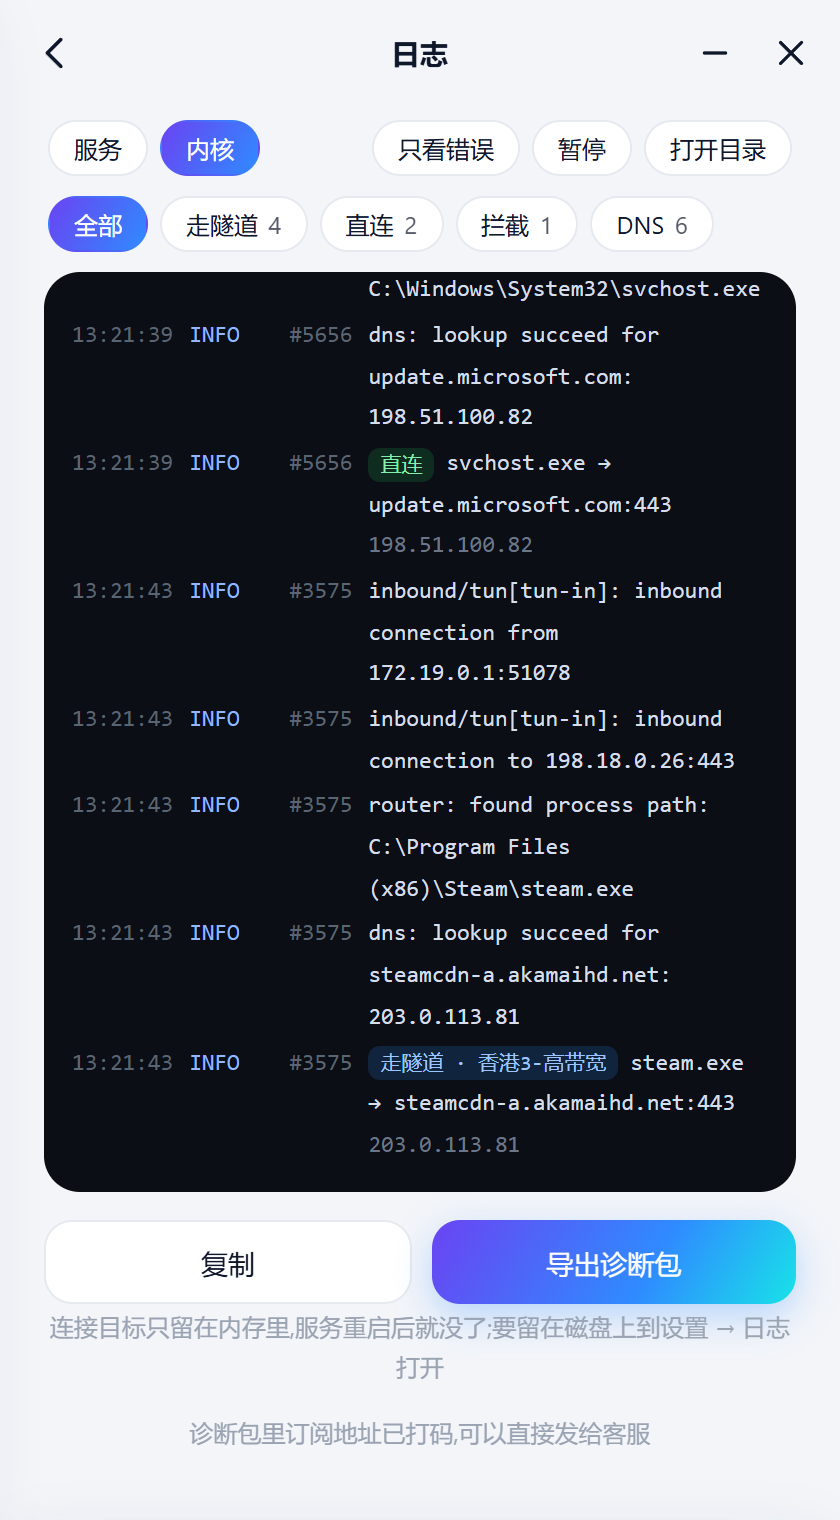 日志
服务 内核 只看错误 暂停 打开目录
全部 走隧道 4 直连 2 拦截 1 DNS 6
C:\Windows\System32\svchost.exe
13:21:39 INFO #5656 dns: lookup succeed for
update.microsoft.com:
198.51.100.82
13:21:39 INFO #5656 直连 svchost.exe →
update.microsoft.com:443
198.51.100.82
13:21:43 INFO #3575 inbound/tun[tun-in]: inbound
connection from
172.19.0.1:51078
13:21:43 INFO #3575 inbound/tun[tun-in]: inbound
connection to 198.18.0.26:443
13:21:43 INFO #3575 router: found process path:
C:\Program Files
(x86)\Steam\steam.exe
13:21:43 INFO #3575 dns: lookup succeed for
steamcdn-a.akamaihd.net:
203.0.113.81
13:21:43 INFO #3575 走隧道 · 香港3-高带宽 steam.exe
→ steamcdn-a.akamaihd.net:443
203.0.113.81
复制 导出诊断包
连接目标只留在内存里,服务重启后就没了;要留在磁盘上到设置 → 日志
打开
诊断包里订阅地址已打码,可以直接发给客服